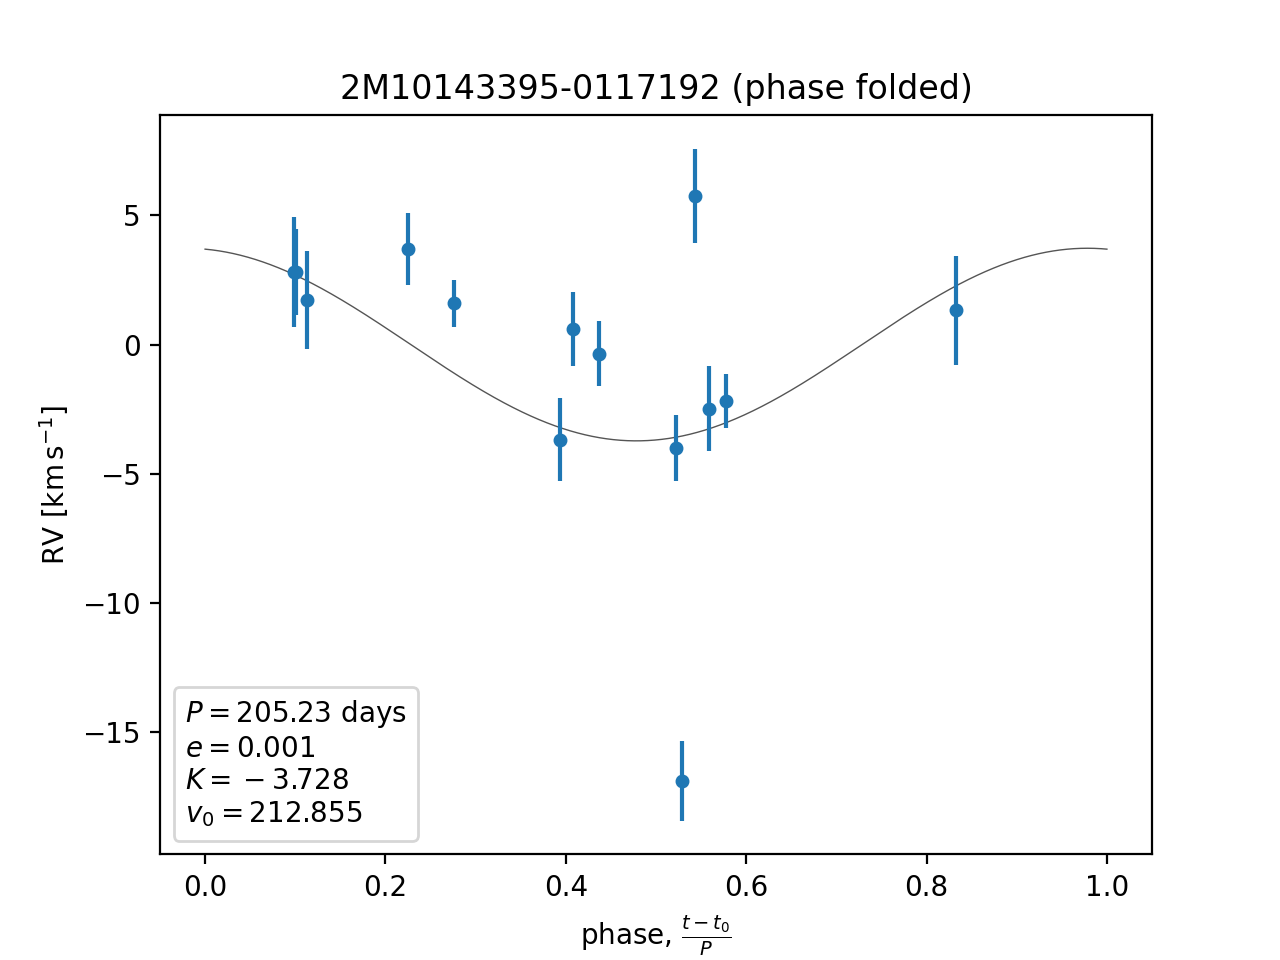 2M10143395-0117192 (phase folded)
RV [km s⁻¹]
5
0
−5
−10
−15
P = 205.23 days
e = 0.001
K = −3.728
v₀ = 212.855
0.0 0.2 0.4 0.6 0.8 1.0
phase, (t − t₀)/P